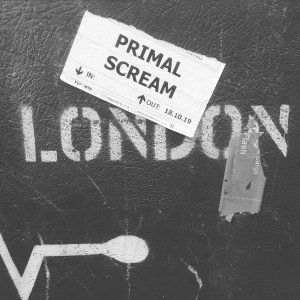 PRIMAL
SCREAM
IN:
OUT: 18.10.19
LONDON